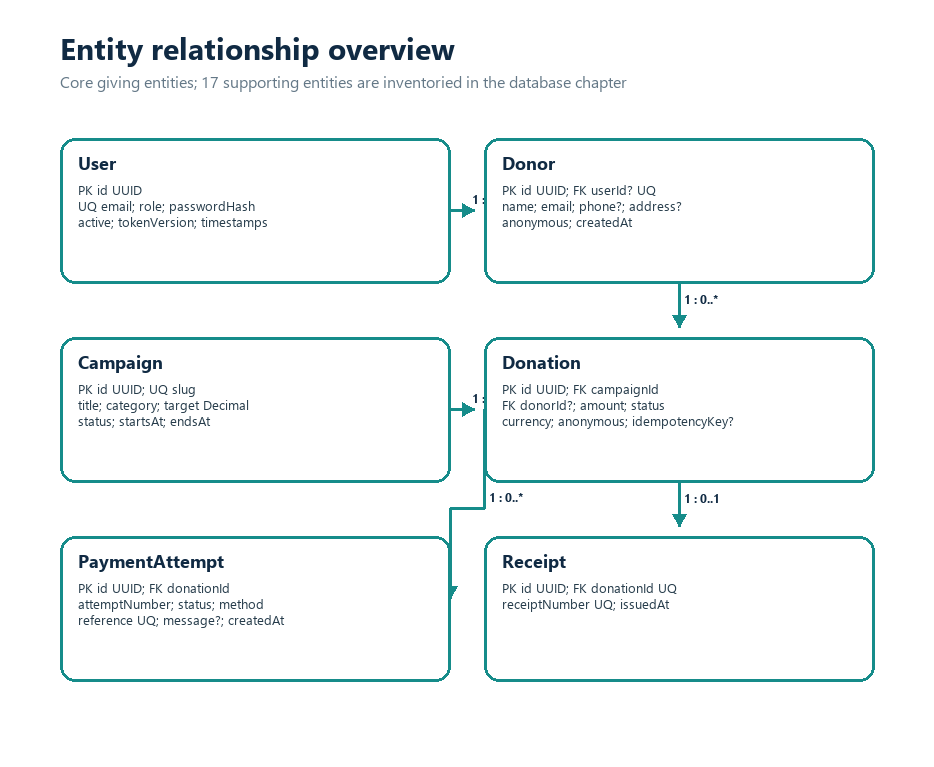 Entity relationship overview
Core giving entities; 17 supporting entities are inventoried in the database chapter
User
PK id UUID
UQ email; role; passwordHash
active; tokenVersion; timestamps
1 :
Donor
PK id UUID; FK userId? UQ
name; email; phone?; address?
anonymous; createdAt
1 : 0..*
Campaign
PK id UUID; UQ slug
title; category; target Decimal
status; startsAt; endsAt
1 :
Donation
PK id UUID; FK campaignId
FK donorId?; amount; status
currency; anonymous; idempotencyKey?
1 : 0..*
1 : 0..1
PaymentAttempt
PK id UUID; FK donationId
attemptNumber; status; method
reference UQ; message?; createdAt
Receipt
PK id UUID; FK donationId UQ
receiptNumber UQ; issuedAt